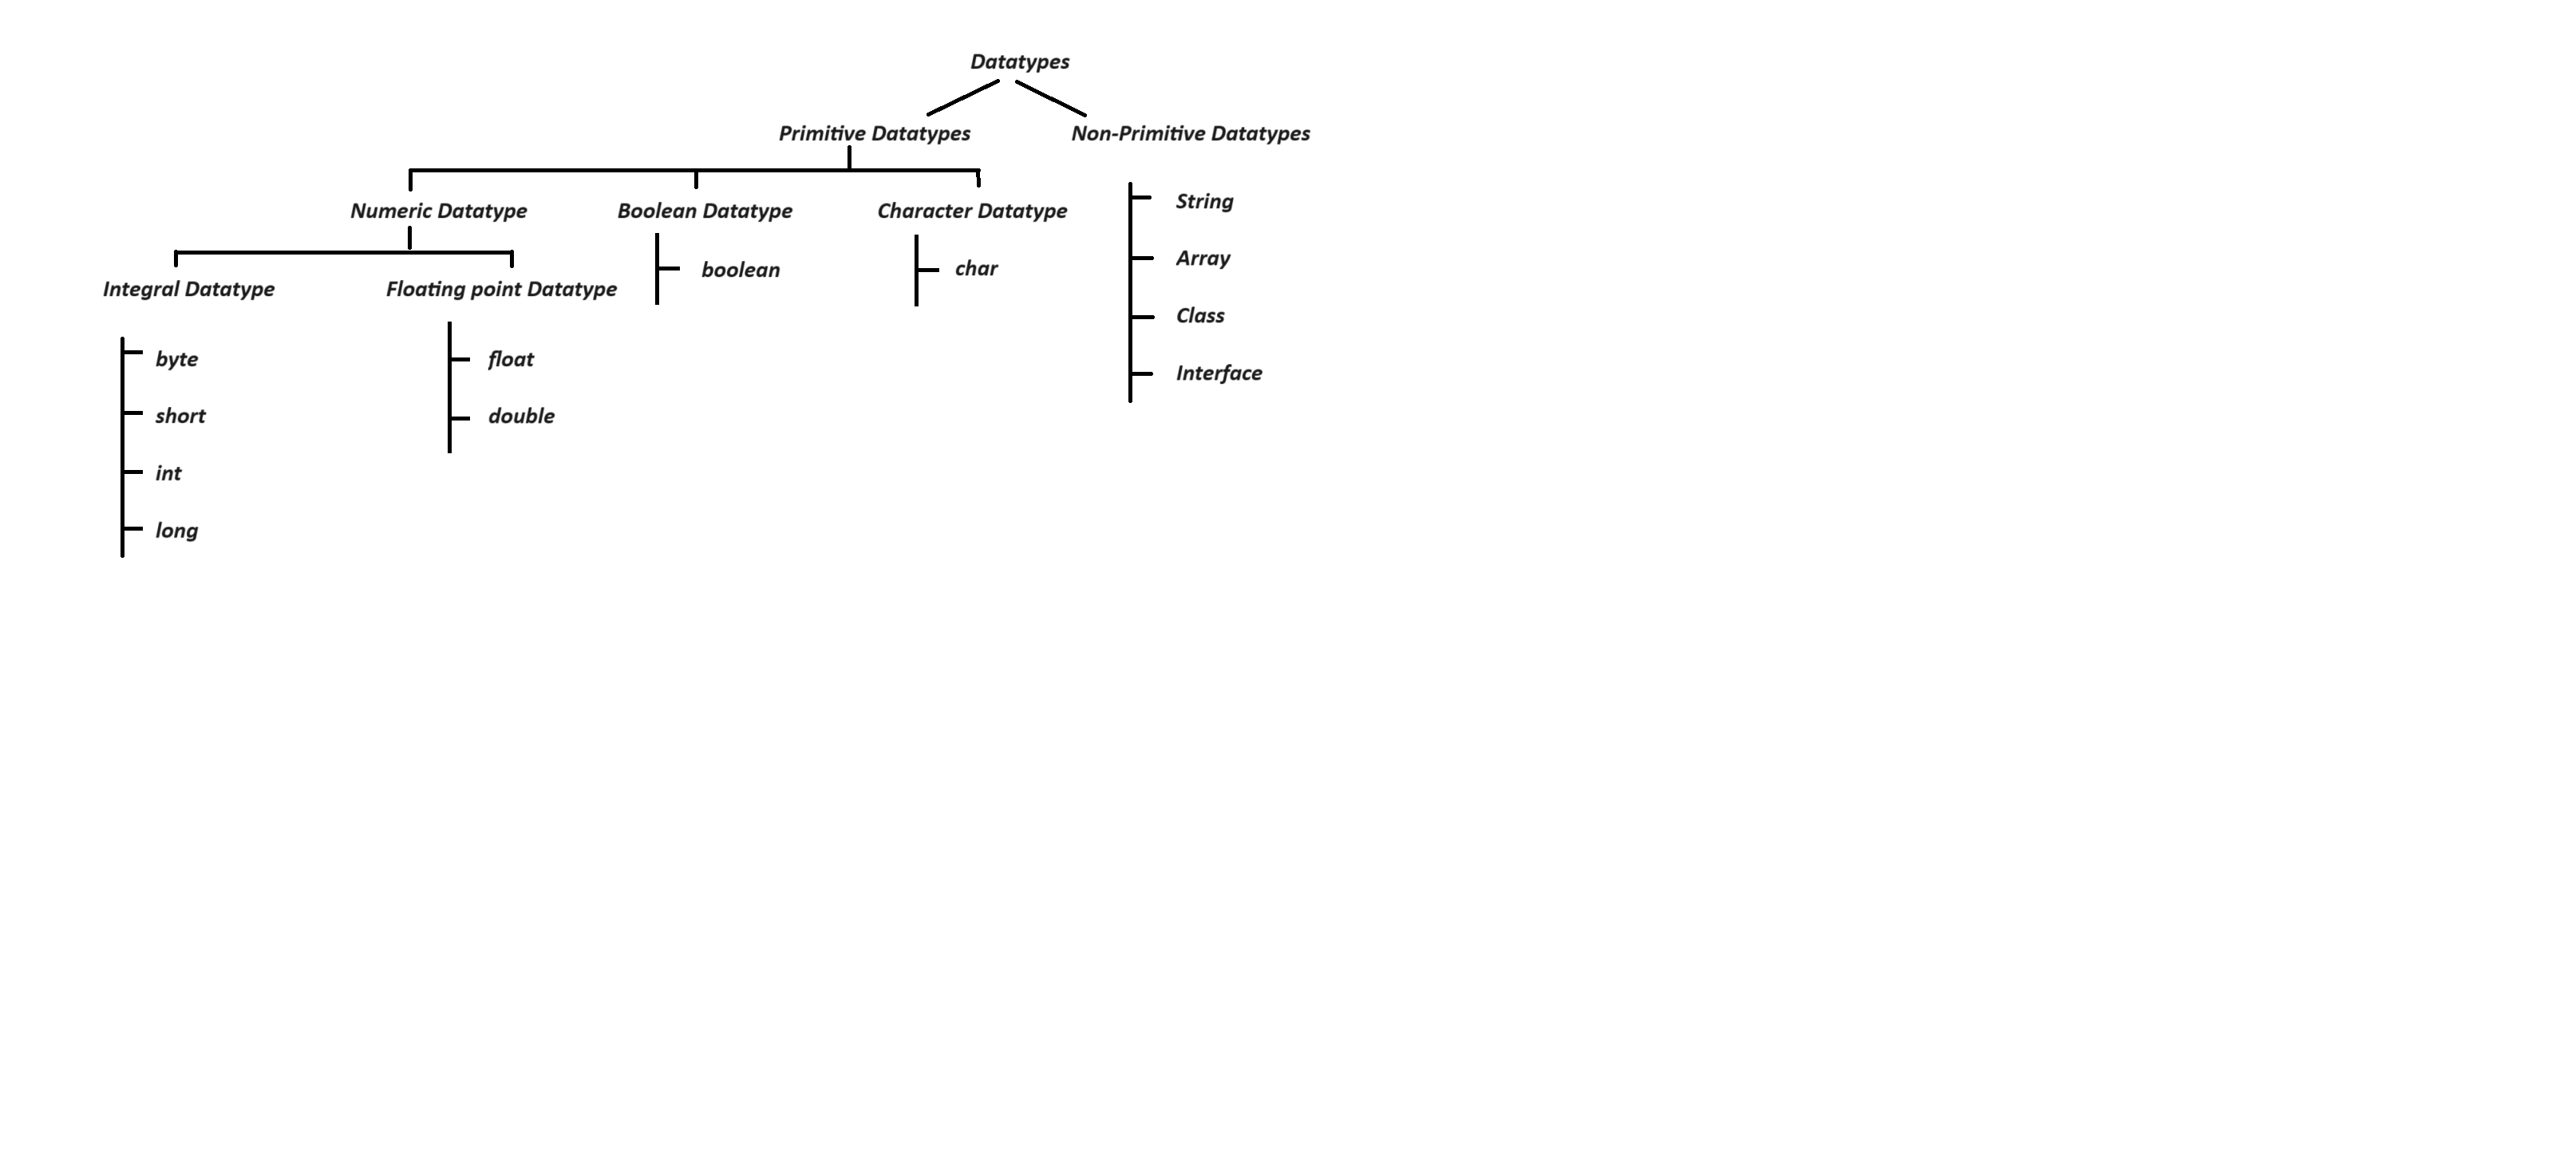 Datatypes
Primitive Datatypes
Non-Primitive Datatypes
Numeric Datatype
Boolean Datatype
Character Datatype
String
Array
Class
Interface
boolean
char
Integral Datatype
Floating point Datatype
byte
short
int
long
float
double